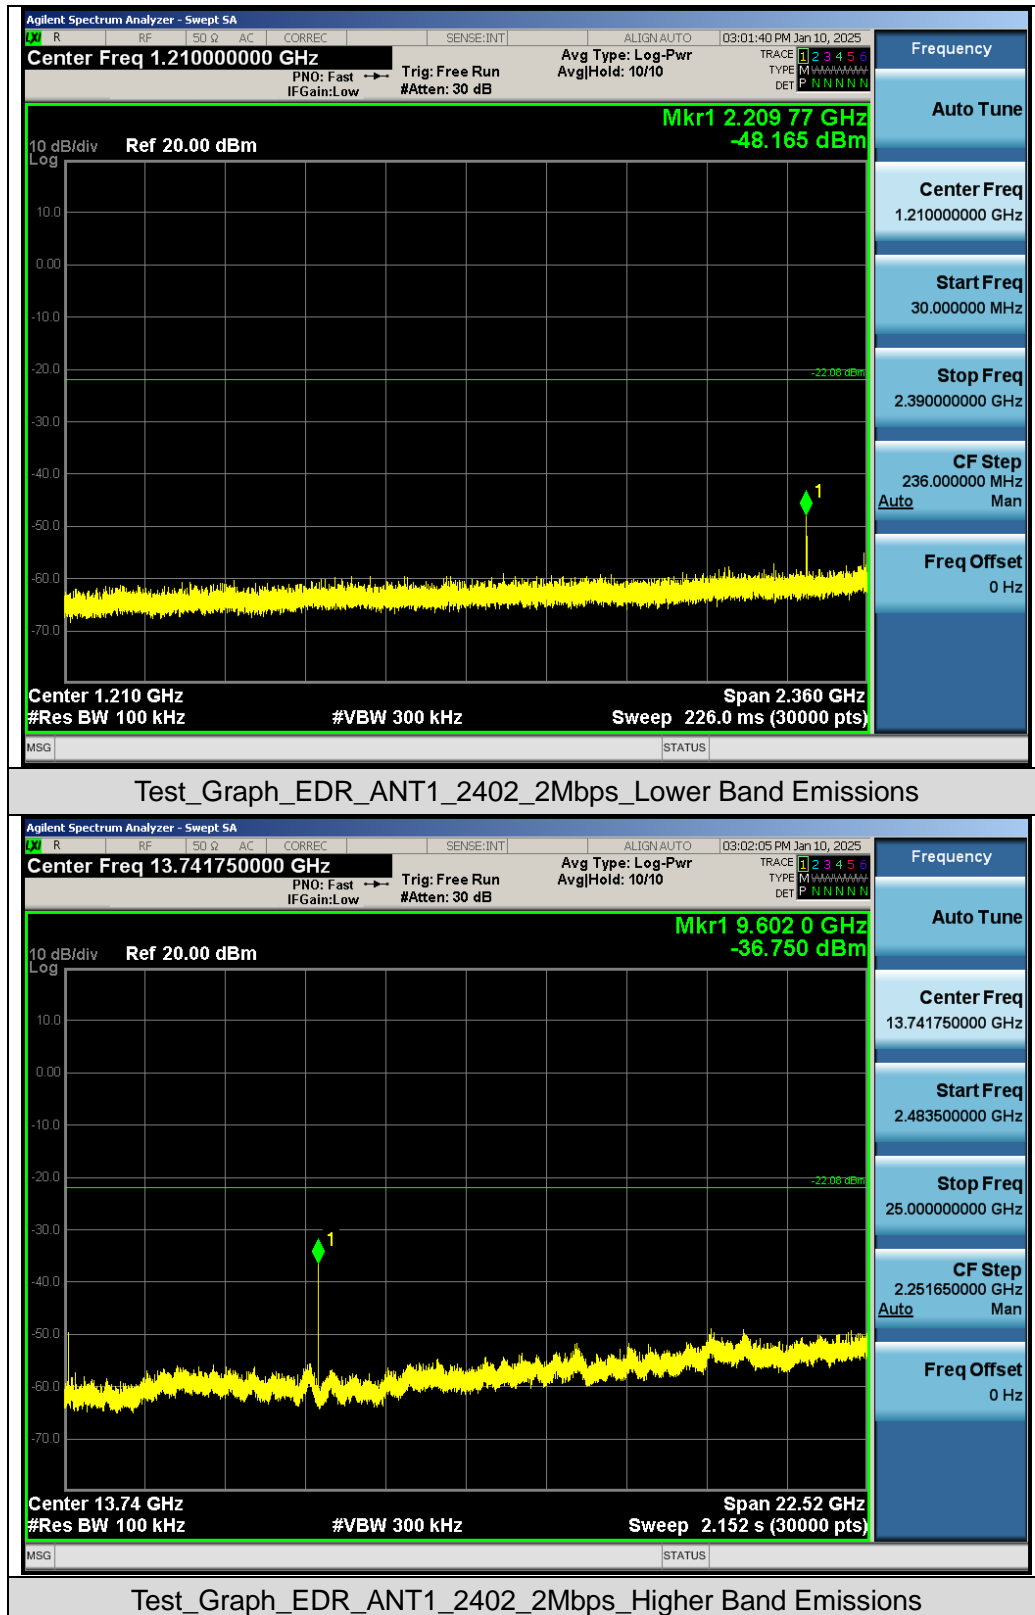 Agilent Spectrum Analyzer - Swept SA
LXI R RF 50 Ω AC CORREC SENSE:INT ALIGN AUTO 03:01:40 PM Jan 10, 2025
Center Freq 1.210000000 GHz
PNO: Fast
IFGain:Low
Trig: Free Run
#Atten: 30 dB
Avg Type: Log-Pwr
Avg|Hold: 10/10
TRACE 1 2 3 4 5 6
TYPE M
DET P N N N N N
Mkr1 2.209 77 GHz
-48.165 dBm
10 dB/div Ref 20.00 dBm
Log
10.0
0.00
-10.0
-20.0
-22.08 dBm
-30.0
-40.0
1
-50.0
-60.0
-70.0
Center 1.210 GHz Span 2.360 GHz
#Res BW 100 kHz #VBW 300 kHz Sweep 226.0 ms (30000 pts)
MSG STATUS
Frequency
Auto Tune
Center Freq
1.210000000 GHz
Start Freq
30.000000 MHz
Stop Freq
2.390000000 GHz
CF Step
236.000000 MHz
Auto Man
Freq Offset
0 Hz
Test_Graph_EDR_ANT1_2402_2Mbps_Lower Band Emissions
Agilent Spectrum Analyzer - Swept SA
LXI R RF 50 Ω AC CORREC SENSE:INT ALIGN AUTO 03:02:05 PM Jan 10, 2025
Center Freq 13.741750000 GHz
PNO: Fast
IFGain:Low
Trig: Free Run
#Atten: 30 dB
Avg Type: Log-Pwr
Avg|Hold: 10/10
TRACE 1 2 3 4 5 6
TYPE M
DET P N N N N N
Mkr1 9.602 0 GHz
-36.750 dBm
10 dB/div Ref 20.00 dBm
Log
10.0
0.00
-10.0
-20.0
-22.08 dBm
-30.0
1
-40.0
-50.0
-60.0
-70.0
Center 13.74 GHz Span 22.52 GHz
#Res BW 100 kHz #VBW 300 kHz Sweep 2.152 s (30000 pts)
MSG STATUS
Frequency
Auto Tune
Center Freq
13.741750000 GHz
Start Freq
2.483500000 GHz
Stop Freq
25.000000000 GHz
CF Step
2.251650000 GHz
Auto Man
Freq Offset
0 Hz
Test_Graph_EDR_ANT1_2402_2Mbps_Higher Band Emissions